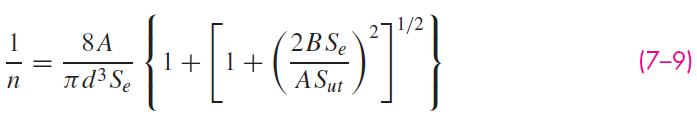 1/n = 8A/πd³Sₑ {1 + [1 + (2BSₑ/ASᵤₜ)²]^1/2} (7–9)